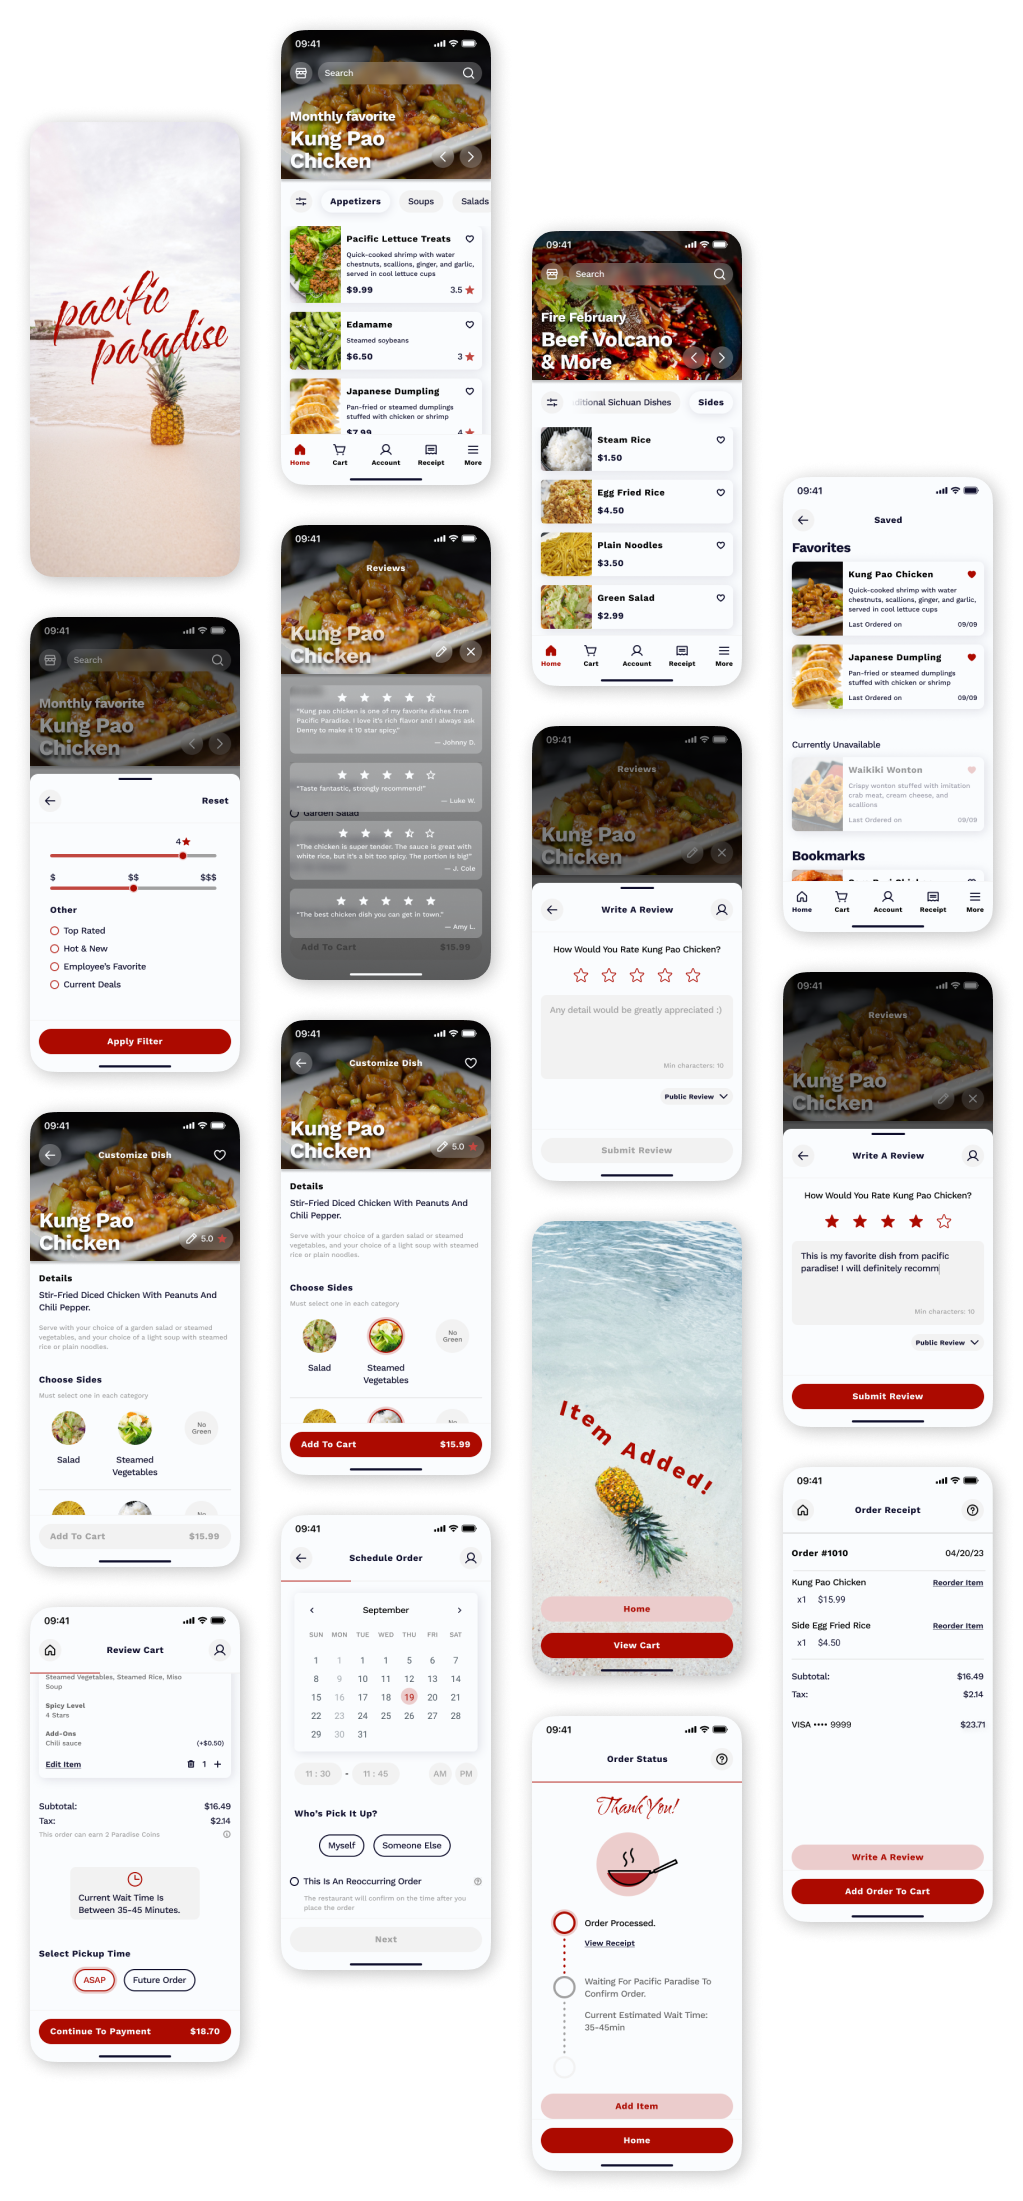 pacific
paradise
09:41
Search
Monthly favorite
Kung Pao
Chicken
Reset
4
$ $$ $$$
Other
Top Rated
Hot & New
Employee's Favorite
Current Deals
Apply Filter
09:41
Customize Dish
Kung Pao
Chicken
5.0
Details
Stir-Fried Diced Chicken With Peanuts And
Chili Pepper.
Serve with your choice of a garden salad or steamed
vegetables, and your choice of a light soup with steamed
rice or plain noodles.
Choose Sides
Must select one in each category
Salad
Steamed
Vegetables
No
Green
Add To Cart $15.99
09:41
Review Cart
Steamed Vegetables, Steamed Rice, Miso
Soup
Spicy Level
4 Stars
Add-Ons
Chili sauce (+$0.50)
Edit Item 1 +
Subtotal: $16.49
Tax: $2.14
This order can earn 2 Paradise Coins
Current Wait Time Is
Between 35-45 Minutes.
Select Pickup Time
ASAP Future Order
Continue To Payment $18.70
09:41
Search
Monthly favorite
Kung Pao
Chicken
Appetizers Soups Salads
Pacific Lettuce Treats
Quick-cooked shrimp with water
chestnuts, scallions, ginger, and garlic,
served in cool lettuce cups
$9.99 3.5
Edamame
Steamed soybeans
$6.50 3
Japanese Dumpling
Pan-fried or steamed dumplings
stuffed with chicken or shrimp
$7.99 4
Home Cart Account Receipt More
09:41
Reviews
Kung Pao
Chicken
"Kung pao chicken is one of my favorite dishes from
Pacific Paradise. I love it's rich flavor and I always ask
Denny to make it 10 star spicy."
— Johnny D.
"Taste fantastic, strongly recommend!"
— Luke W.
Garden Salad
"The chicken is super tender. The sauce is great with
white rice, but it's a bit too spicy. The portion is big!"
— J. Cole
"The best chicken dish you can get in town."
— Amy L.
Add To Cart $15.99
09:41
Customize Dish
Kung Pao
Chicken
5.0
Details
Stir-Fried Diced Chicken With Peanuts And
Chili Pepper.
Serve with your choice of a garden salad or steamed
vegetables, and your choice of a light soup with steamed
rice or plain noodles.
Choose Sides
Must select one in each category
Salad
Steamed
Vegetables
No
Green
No
Add To Cart $15.99
09:41
Schedule Order
September
SUN MON TUE WED THU FRI SAT
1 1 1 1 5 6 7
8 9 10 11 12 13 14
15 16 17 18 19 20 21
22 23 24 25 26 27 28
29 30 31
11 : 30 - 11 : 45 AM PM
Who's Pick It Up?
Myself Someone Else
This Is An Reoccurring Order
The restaurant will confirm on the time after you
place the order
Next
09:41
Search
Fire February
Beef Volcano
& More
ditional Sichuan Dishes Sides
Steam Rice
$1.50
Egg Fried Rice
$4.50
Plain Noodles
$3.50
Green Salad
$2.99
Home Cart Account Receipt More
09:41
Reviews
Kung Pao
Chicken
Write A Review
How Would You Rate Kung Pao Chicken?
Any detail would be greatly appreciated :)
Min characters: 10
Public Review
Submit Review
Item Added!
Home
View Cart
09:41
Order Status
Thank You!
Order Processed.
View Receipt
Waiting For Pacific Paradise To
Confirm Order.
Current Estimated Wait Time:
35-45min
Add Item
Home
09:41
Saved
Favorites
Kung Pao Chicken
Quick-cooked shrimp with water
chestnuts, scallions, ginger, and garlic,
served in cool lettuce cups
Last Ordered on 09/09
Japanese Dumpling
Pan-fried or steamed dumplings
stuffed with chicken or shrimp
Last Ordered on 09/09
Currently Unavailable
Waikiki Wonton
Crispy wonton stuffed with imitation
crab meat, cream cheese, and
scallions
Last Ordered on 09/09
Bookmarks
Home Cart Account Receipt More
09:41
Reviews
Kung Pao
Chicken
Write A Review
How Would You Rate Kung Pao Chicken?
This is my favorite dish from pacific
paradise! I will definitely recomm
Min characters: 10
Public Review
Submit Review
09:41
Order Receipt
Order #1010 04/20/23
Kung Pao Chicken Reorder Item
x1 $15.99
Side Egg Fried Rice Reorder Item
x1 $4.50
Subtotal: $16.49
Tax: $2.14
VISA •••• 9999 $23.71
Write A Review
Add Order To Cart